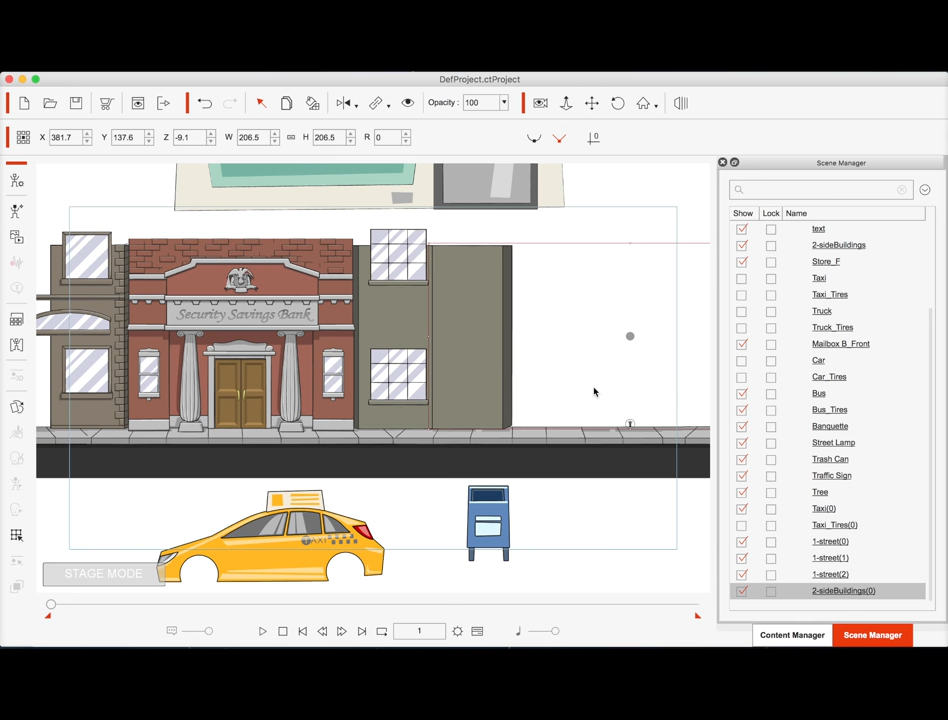 DefProject.ctProject
Opacity : 100
X 381.7 Y 137.6 Z -9.1 W 206.5 H 206.5 R 0 0
Scene Manager
Show Lock Name
text
2-sideBuildings
Store_F
Taxi
Taxi_Tires
Truck
Truck_Tires
Mailbox B_Front
Car
Car_Tires
Bus
Bus_Tires
Banquette
Street Lamp
Trash Can
Traffic Sign
Tree
Taxi(0)
Taxi_Tires(0)
1-street(0)
1-street(1)
1-street(2)
2-sideBuildings(0)
Security Savings Bank
TAXI
STAGE MODE
1
Content Manager Scene Manager